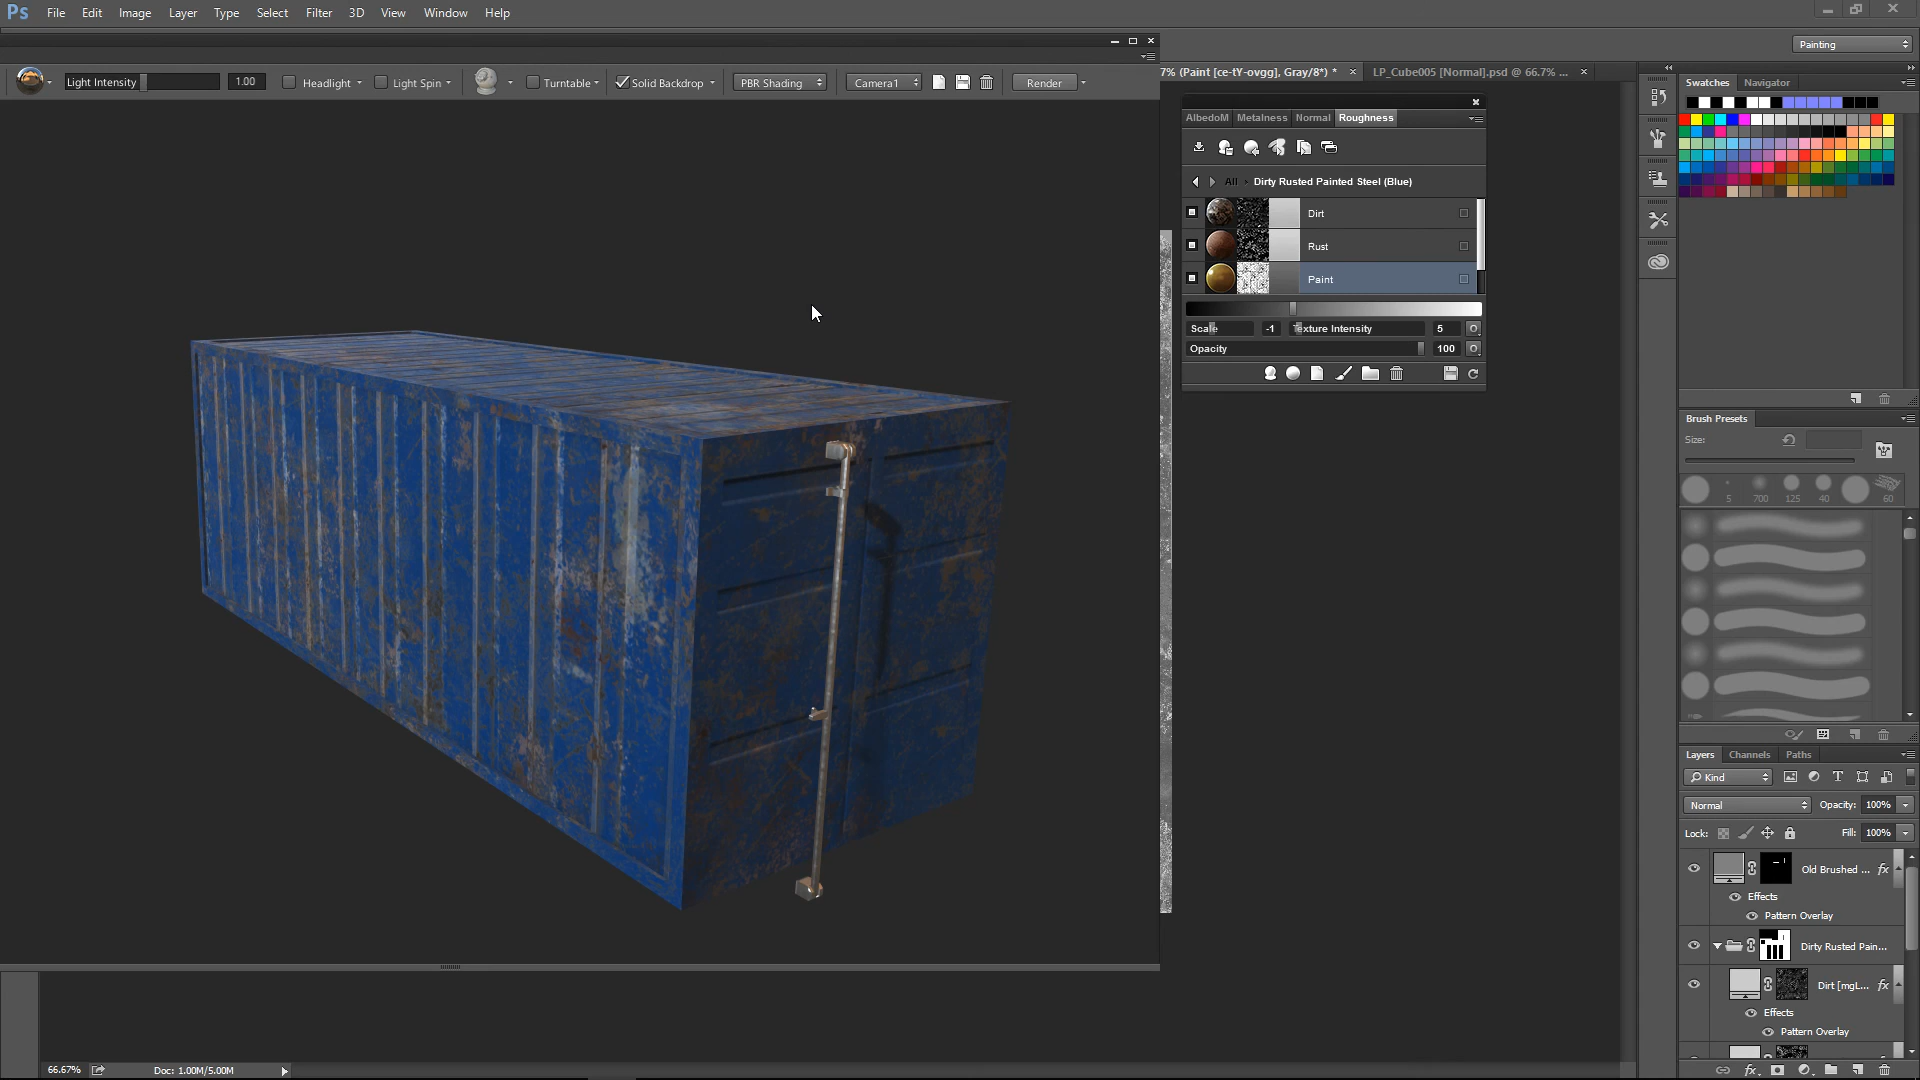 Ps File Edit Image Layer Type Select Filter 3D View Window Help
Painting
Light Intensity 1.00 Headlight Light Spin Turntable Solid Backdrop PBR Shading Camera1 Render
7% (Paint [ce-tY-ovgg], Gray/8*) * LP_Cube005 [Normal].psd @ 66.7% ...
AlbedoM Metalness Normal Roughness
All Dirty Rusted Painted Steel (Blue)
Dirt
Rust
Paint
Scale -1 Texture Intensity 5
Opacity 100
Swatches Navigator
Brush Presets
Size:
5 700 125 40 60
Layers Channels Paths
Kind
Normal Opacity: 100%
Lock: Fill: 100%
Old Brushed ... fx
Effects
Pattern Overlay
Dirty Rusted Pain...
Dirt [mgL... fx
Effects
Pattern Overlay
66.67% Doc: 1.00M/5.00M